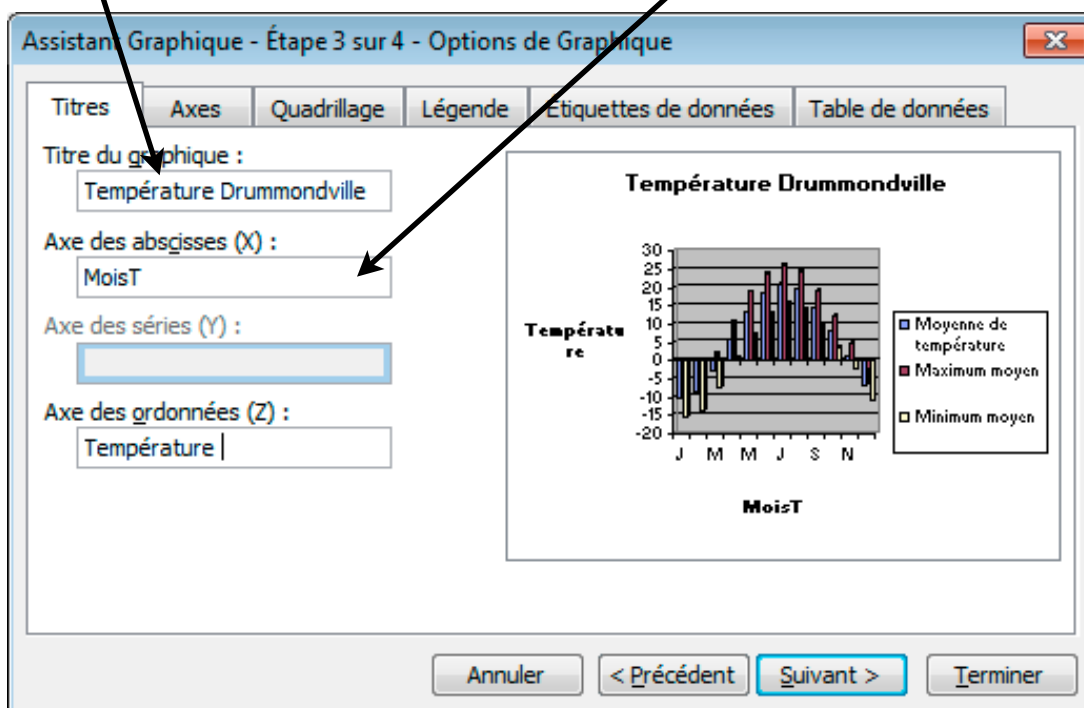 Assistant Graphique - Étape 3 sur 4 - Options de Graphique
Titres Axes Quadrillage Légende Étiquettes de données Table de données
Titre du graphique :
Température Drummondville
Axe des abscisses (X) :
MoisT
Axe des séries (Y) :
Axe des ordonnées (Z) :
Température
Température Drummondville
30
25
20
15
10
5
0
-5
-10
-15
-20
Températu
re
J M M J S N
MoisT
Moyenne de
température
Maximum moyen
Minimum moyen
Annuler < Précédent Suivant > Terminer